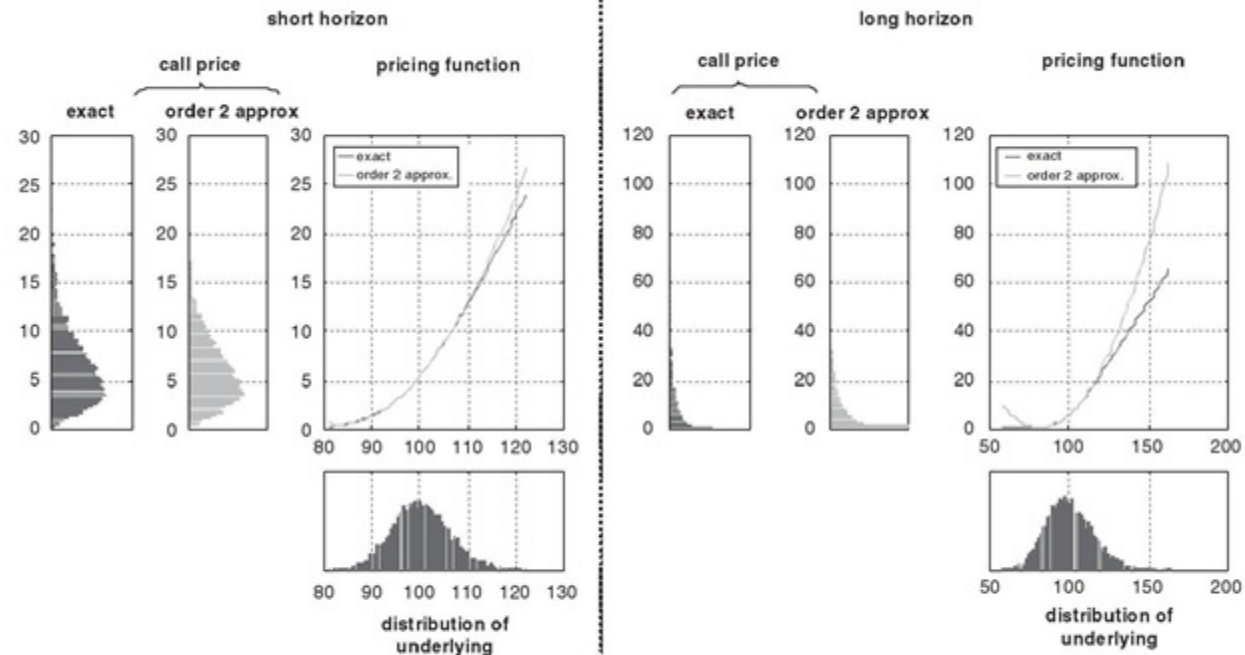 short horizon
call price
pricing function
exact
order 2 approx
30
25
20
15
10
5
0
30
25
20
15
10
5
0
30
25
20
15
10
5
0
exact
order 2 approx.
80 90 100 110 120 130
80 90 100 110 120 130
distribution of
underlying
long horizon
call price
pricing function
exact
order 2 approx
120
100
80
60
40
20
0
120
100
80
60
40
20
0
120
100
80
60
40
20
0
exact
order 2 approx.
50 100 150 200
50 100 150 200
distribution of
underlying